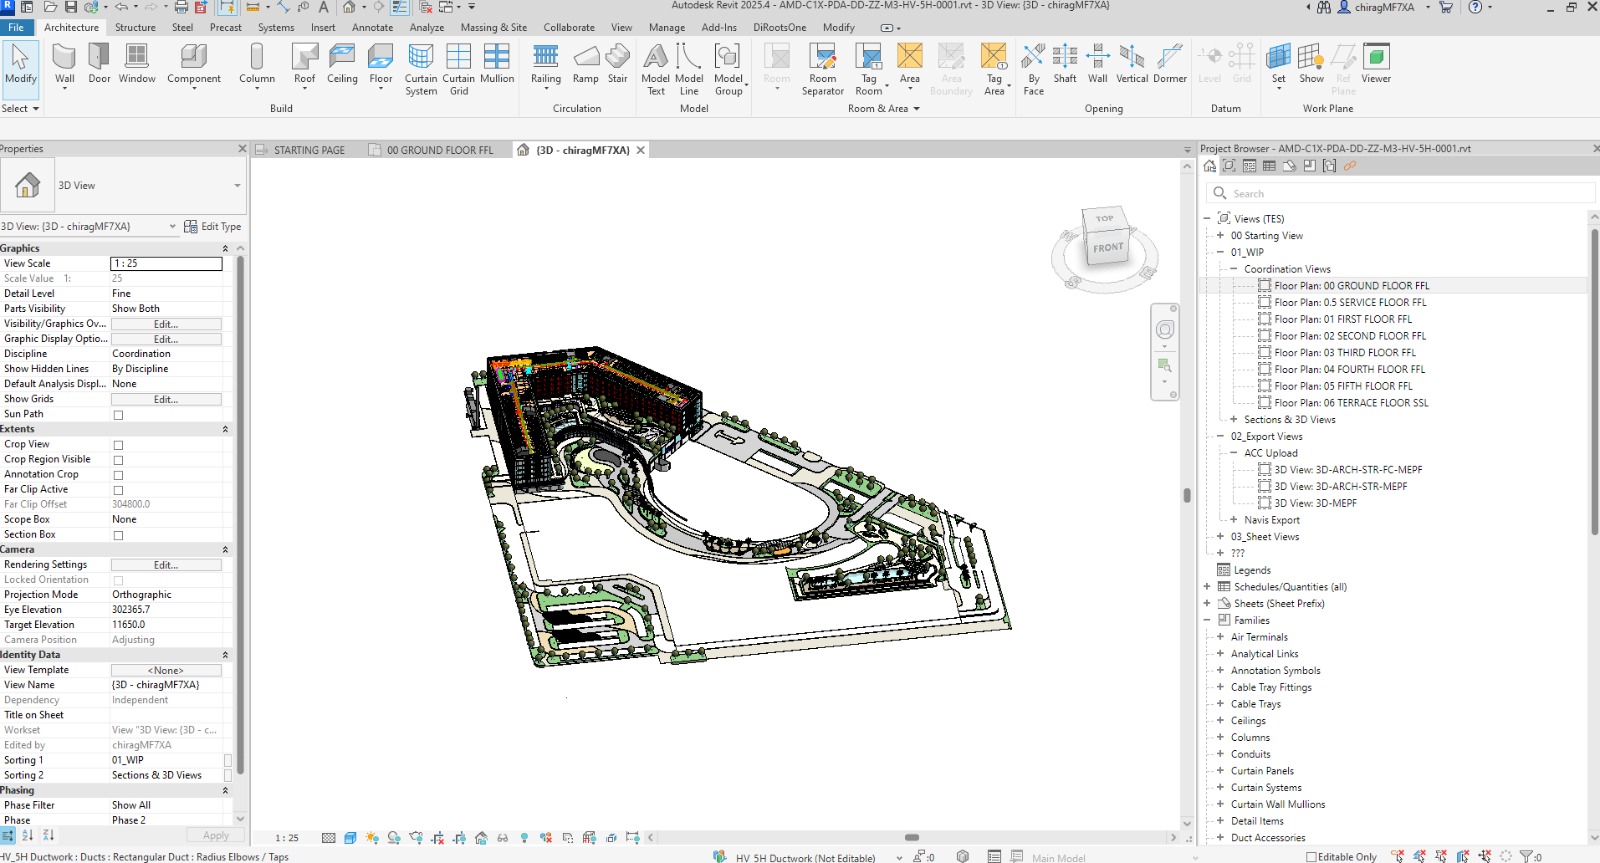 Autodesk Revit 2025.4 - AMD-C1X-PDA-DD-ZZ-M3-HV-5H-0001.rvt - 3D View: {3D - chiragMF7XA}
chiragMF7XA
File Architecture Structure Steel Precast Systems Insert Annotate Analyze Massing & Site Collaborate View Manage Add-Ins DiRootsOne Modify
Modify Wall Door Window Component Column Roof Ceiling Floor Curtain System Curtain Grid Mullion Railing Ramp Stair Model Text Model Line Model Group Room Room Separator Tag Room Area Area Boundary Tag Area By Face Shaft Wall Vertical Dormer Level Grid Set Show Ref Plane Viewer
Select Build Circulation Model Room & Area Opening Datum Work Plane
Properties
3D View
3D View: {3D - chiragMF7XA} Edit Type
Graphics
View Scale 1 : 25
Scale Value 1: 25
Detail Level Fine
Parts Visibility Show Both
Visibility/Graphics Ov... Edit...
Graphic Display Optio... Edit...
Discipline Coordination
Show Hidden Lines By Discipline
Default Analysis Displ... None
Show Grids Edit...
Sun Path
Extents
Crop View
Crop Region Visible
Annotation Crop
Far Clip Active
Far Clip Offset 304800.0
Scope Box None
Section Box
Camera
Rendering Settings Edit...
Locked Orientation
Projection Mode Orthographic
Eye Elevation 302365.7
Target Elevation 11650.0
Camera Position Adjusting
Identity Data
View Template <None>
View Name {3D - chiragMF7XA}
Dependency Independent
Title on Sheet
Workset View "3D View: {3D - c...
Edited by chiragMF7XA
Sorting 1 01_WIP
Sorting 2 Sections & 3D Views
Phasing
Phase Filter Show All
Phase Phase 2
Apply
STARTING PAGE 00 GROUND FLOOR FFL {3D - chiragMF7XA}
TOP
FRONT
1 : 25
Project Browser - AMD-C1X-PDA-DD-ZZ-M3-HV-5H-0001.rvt
Search
Views (TES)
00 Starting View
01_WIP
Coordination Views
Floor Plan: 00 GROUND FLOOR FFL
Floor Plan: 0.5 SERVICE FLOOR FFL
Floor Plan: 01 FIRST FLOOR FFL
Floor Plan: 02 SECOND FLOOR FFL
Floor Plan: 03 THIRD FLOOR FFL
Floor Plan: 04 FOURTH FLOOR FFL
Floor Plan: 05 FIFTH FLOOR FFL
Floor Plan: 06 TERRACE FLOOR SSL
Sections & 3D Views
02_Export Views
ACC Upload
3D View: 3D-ARCH-STR-FC-MEPF
3D View: 3D-ARCH-STR-MEPF
3D View: 3D-MEPF
Navis Export
03_Sheet Views
???
Legends
Schedules/Quantities (all)
Sheets (Sheet Prefix)
Families
Air Terminals
Analytical Links
Annotation Symbols
Cable Tray Fittings
Cable Trays
Ceilings
Columns
Conduits
Curtain Panels
Curtain Systems
Curtain Wall Mullions
Detail Items
Duct Accessories
HV_5H Ductwork : Ducts : Rectangular Duct : Radius Elbows / Taps
HV_5H Ductwork (Not Editable) :0 Main Model Editable Only :0